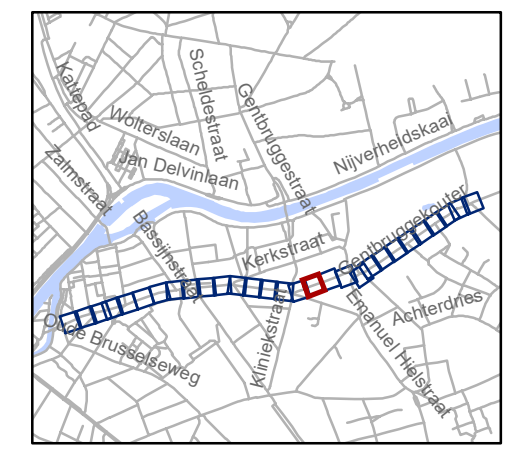 Kattepad
Scheldestraat
Gentbruggestraat
Wolterslaan
Nijverheidskaai
Jan Delvinlaan
Zalmstraat
Bassijnstraat
Gentbruggekouter
Kerkstraat
Achterdries
Oude Brusselseweg
Kliniekstraat
Emanuel Hielstraat